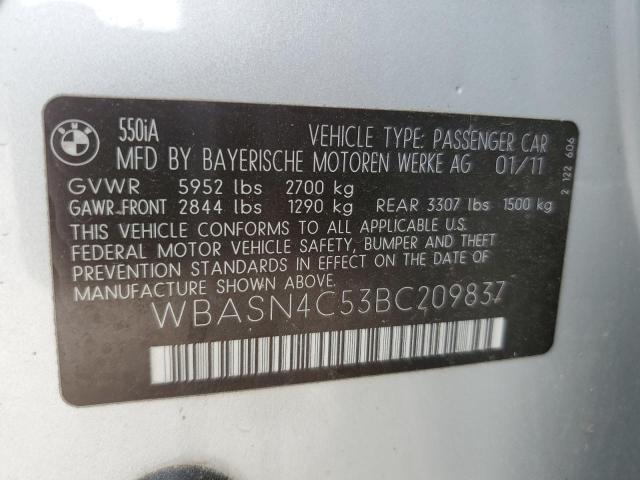 BMW
550iA
VEHICLE TYPE: PASSENGER CAR
MFD BY BAYERISCHE MOTOREN WERKE AG 01/11
GVWR 5952 lbs 2700 kg
GAWR FRONT 2844 lbs 1290 kg REAR 3307 lbs 1500 kg
THIS VEHICLE CONFORMS TO ALL APPLICABLE U.S.
FEDERAL MOTOR VEHICLE SAFETY, BUMPER AND THEFT
PREVENTION STANDARDS IN EFFECT ON THE DATE OF
MANUFACTURE SHOWN ABOVE.
WBASN4C53BC209837
2 122 606